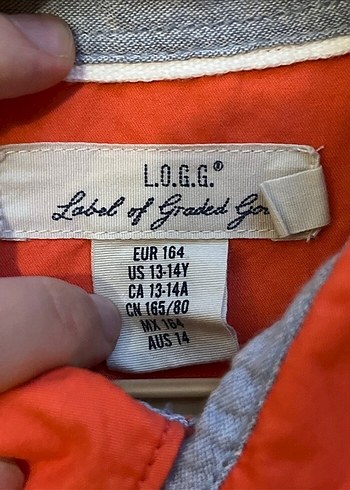 L.O.G.G.®
Label of Graded
EUR 164
US 13-14Y
CA 13-14A
CN 165/80
MX 164
AUS 14